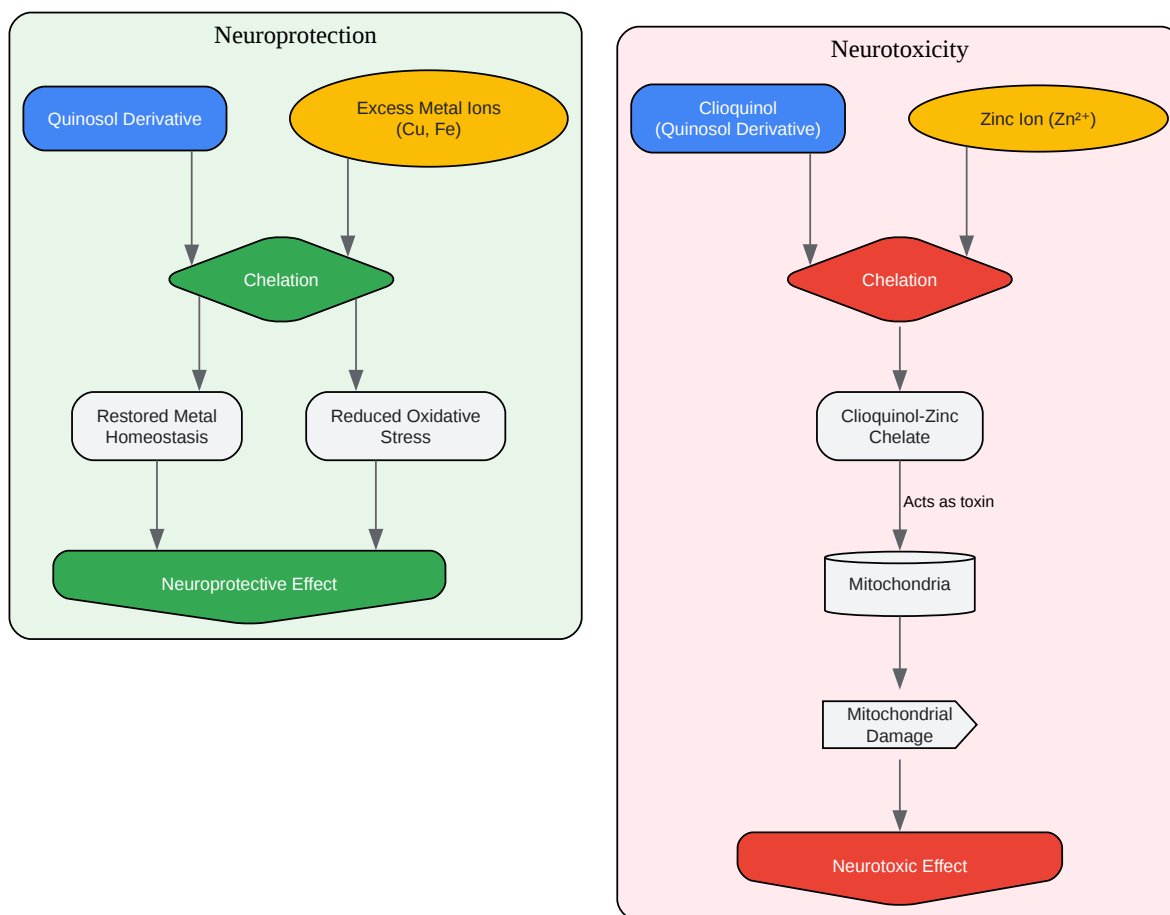 Neuroprotection
Quinosol Derivative
Excess Metal Ions
(Cu, Fe)
Chelation
Restored Metal
Homeostasis
Reduced Oxidative
Stress
Neuroprotective Effect
Neurotoxicity
Clioquinol
(Quinosol Derivative)
Zinc Ion (Zn²⁺)
Chelation
Clioquinol-Zinc
Chelate
Acts as toxin
Mitochondria
Mitochondrial
Damage
Neurotoxic Effect